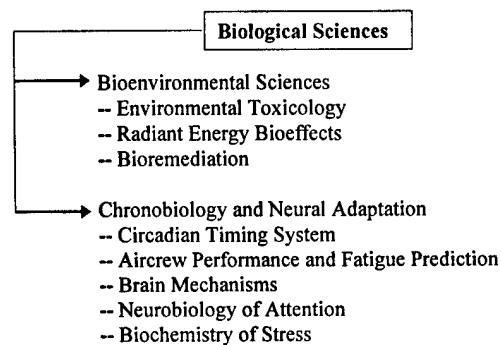 Biological Sciences
Bioenvironmental Sciences
-- Environmental Toxicology
-- Radiant Energy Bioeffects
-- Bioremediation
Chronobiology and Neural Adaptation
-- Circadian Timing System
-- Aircrew Performance and Fatigue Prediction
-- Brain Mechanisms
-- Neurobiology of Attention
-- Biochemistry of Stress